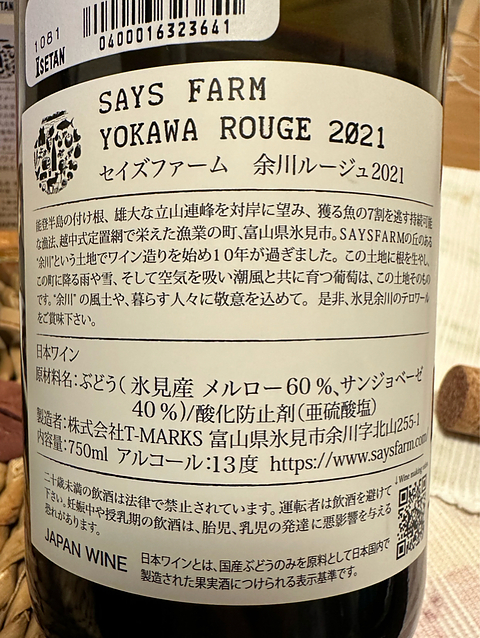 1081
ISETAN
0400016323641
SAYS FARM
YOKAWA ROUGE 2021
セイズファーム 余川ルージュ2021
能登半島の付け根、雄大な立山連峰を対岸に望み、獲る魚の7割を逃す持続可能
な漁法、越中式定置網で栄えた漁業の町、富山県氷見市。SAYSFARMの丘のある
“余川”という土地でワイン造りを始め10年が過ぎました。この土地に根を生やし、
この町に降る雨や雪、そして空気を吸い潮風と共に育つ葡萄は、この土地そのもの
です。“余川”の風土や、暮らす人々に敬意を込めて。是非、氷見余川のテロワール
をご賞味下さい。
日本ワイン
原材料名:ぶどう(氷見産 メルロー60%、サンジョベーゼ
40%)/酸化防止剤(亜硫酸塩)
製造者:株式会社T-MARKS 富山県氷見市余川字北山255-1
内容量:750ml アルコール:13度 https://www.saysfarm.com
↓Wine making
二十歳未満の飲酒は法律で禁止されています。運転者は飲酒を避けて
下さい。妊娠中や授乳期の飲酒は、胎児、乳児の発達に悪影響を与える
恐れがあります。
JAPAN WINE
日本ワインとは、国産ぶどうのみを原料として日本国内で
製造された果実酒につけられる表示基準です。